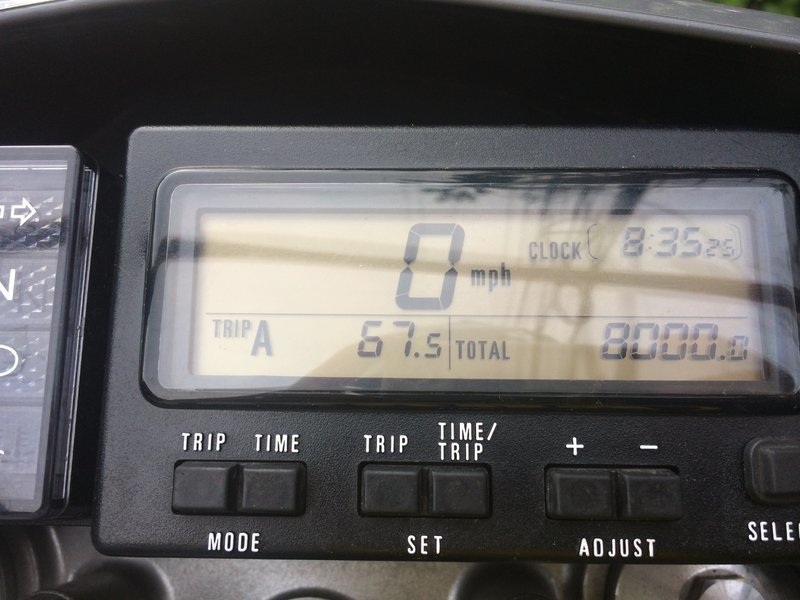 N
0 mph
CLOCK 8:35 25
TRIP A 67.5 TOTAL 8000.0
TRIP TIME TRIP TIME/TRIP + −
MODE SET ADJUST